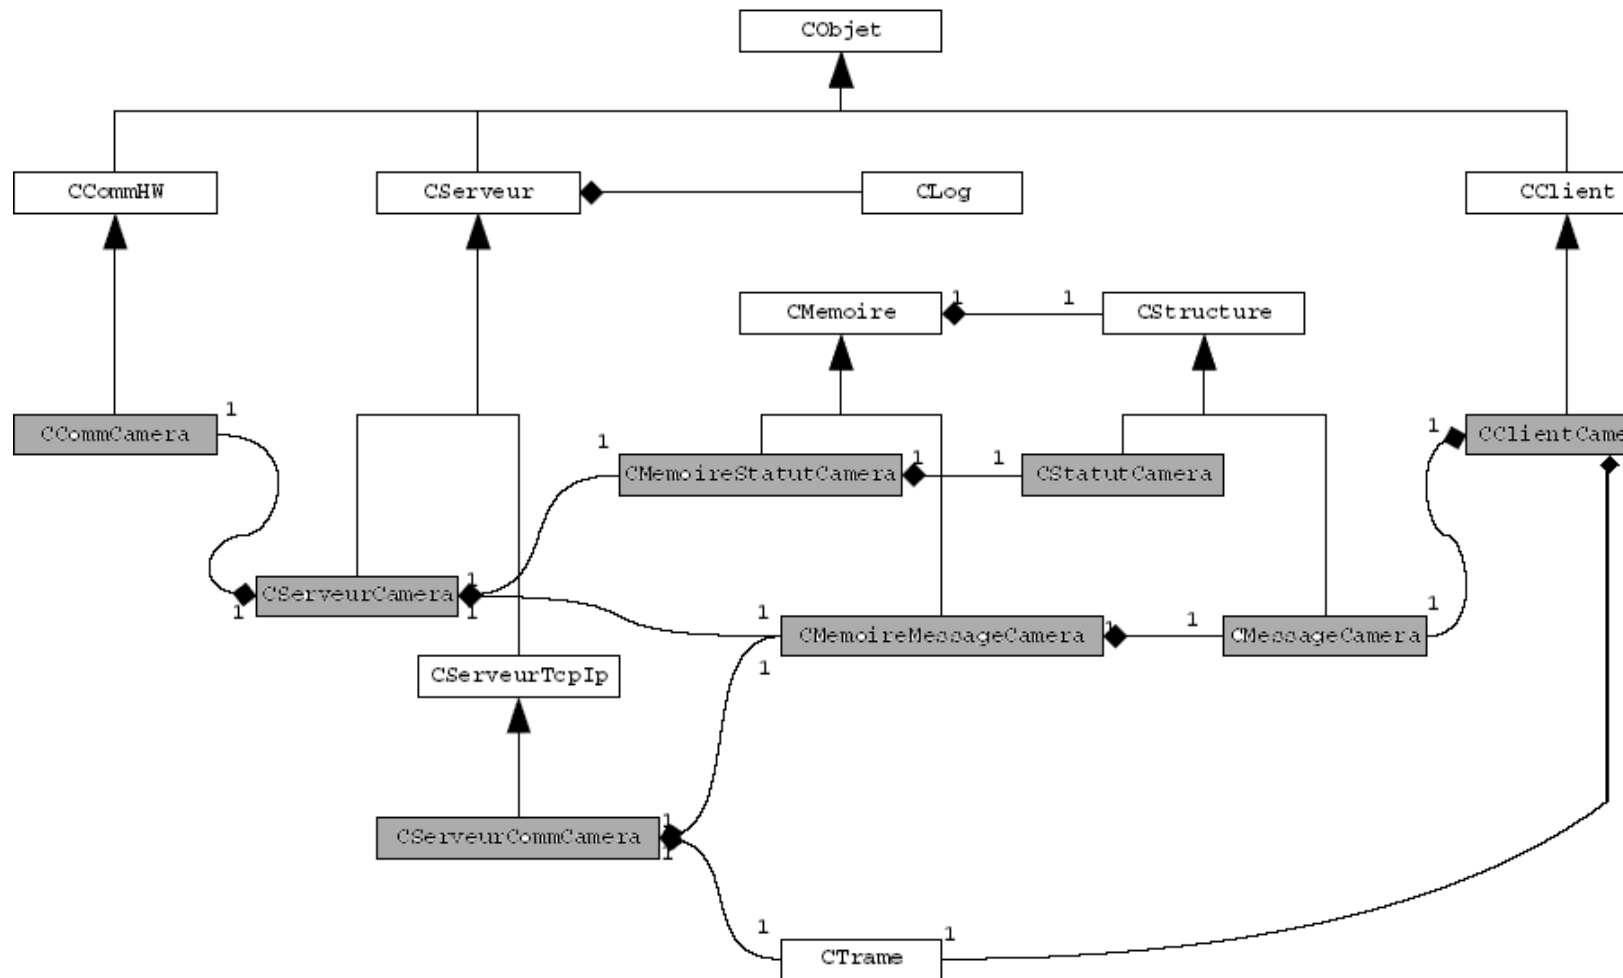 CObjet
CCommHW
CServeur
CLog
CClient
CMemoire
1
1
CStructure
CCommCamera
1
1
CMemoireStatutCamera
1
1
CStatutCamera
1
CClientCame
1
CServeurCamera
1
1
1
CMemoireMessageCamera
1
1
CMessageCamera
1
1
CServeurTcpIp
CServeurCommCamera
1
1
1
CTrame
1